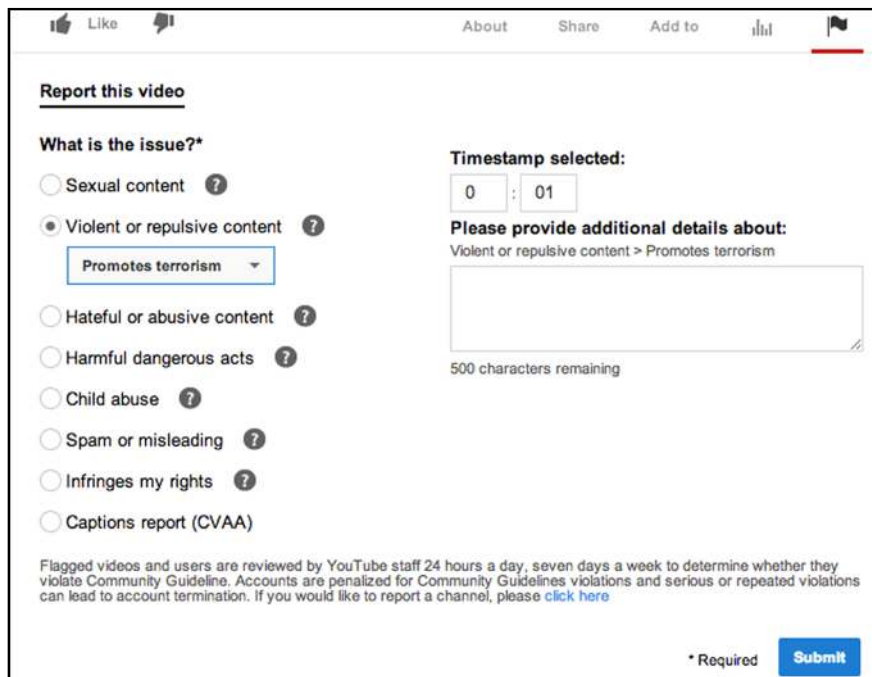 Like
About
Share
Add to
Report this video
What is the issue?*
Sexual content ?
Violent or repulsive content ?
Promotes terrorism
Hateful or abusive content ?
Harmful dangerous acts ?
Child abuse ?
Spam or misleading ?
Infringes my rights ?
Captions report (CVAA)
Timestamp selected:
0 : 01
Please provide additional details about:
Violent or repulsive content > Promotes terrorism
500 characters remaining
Flagged videos and users are reviewed by YouTube staff 24 hours a day, seven days a week to determine whether they
violate Community Guideline. Accounts are penalized for Community Guidelines violations and serious or repeated violations
can lead to account termination. If you would like to report a channel, please click here
* Required
Submit